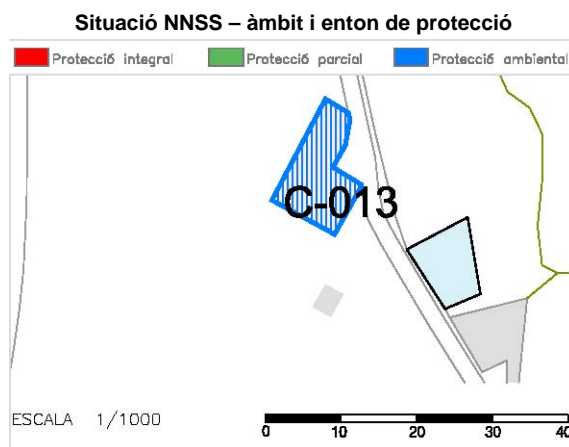 Situació NNSS – àmbit i enton de protecció
Protecció integral Protecció parcial Protecció ambiental
C-013
ESCALA 1/1000
0 10 20 30 40